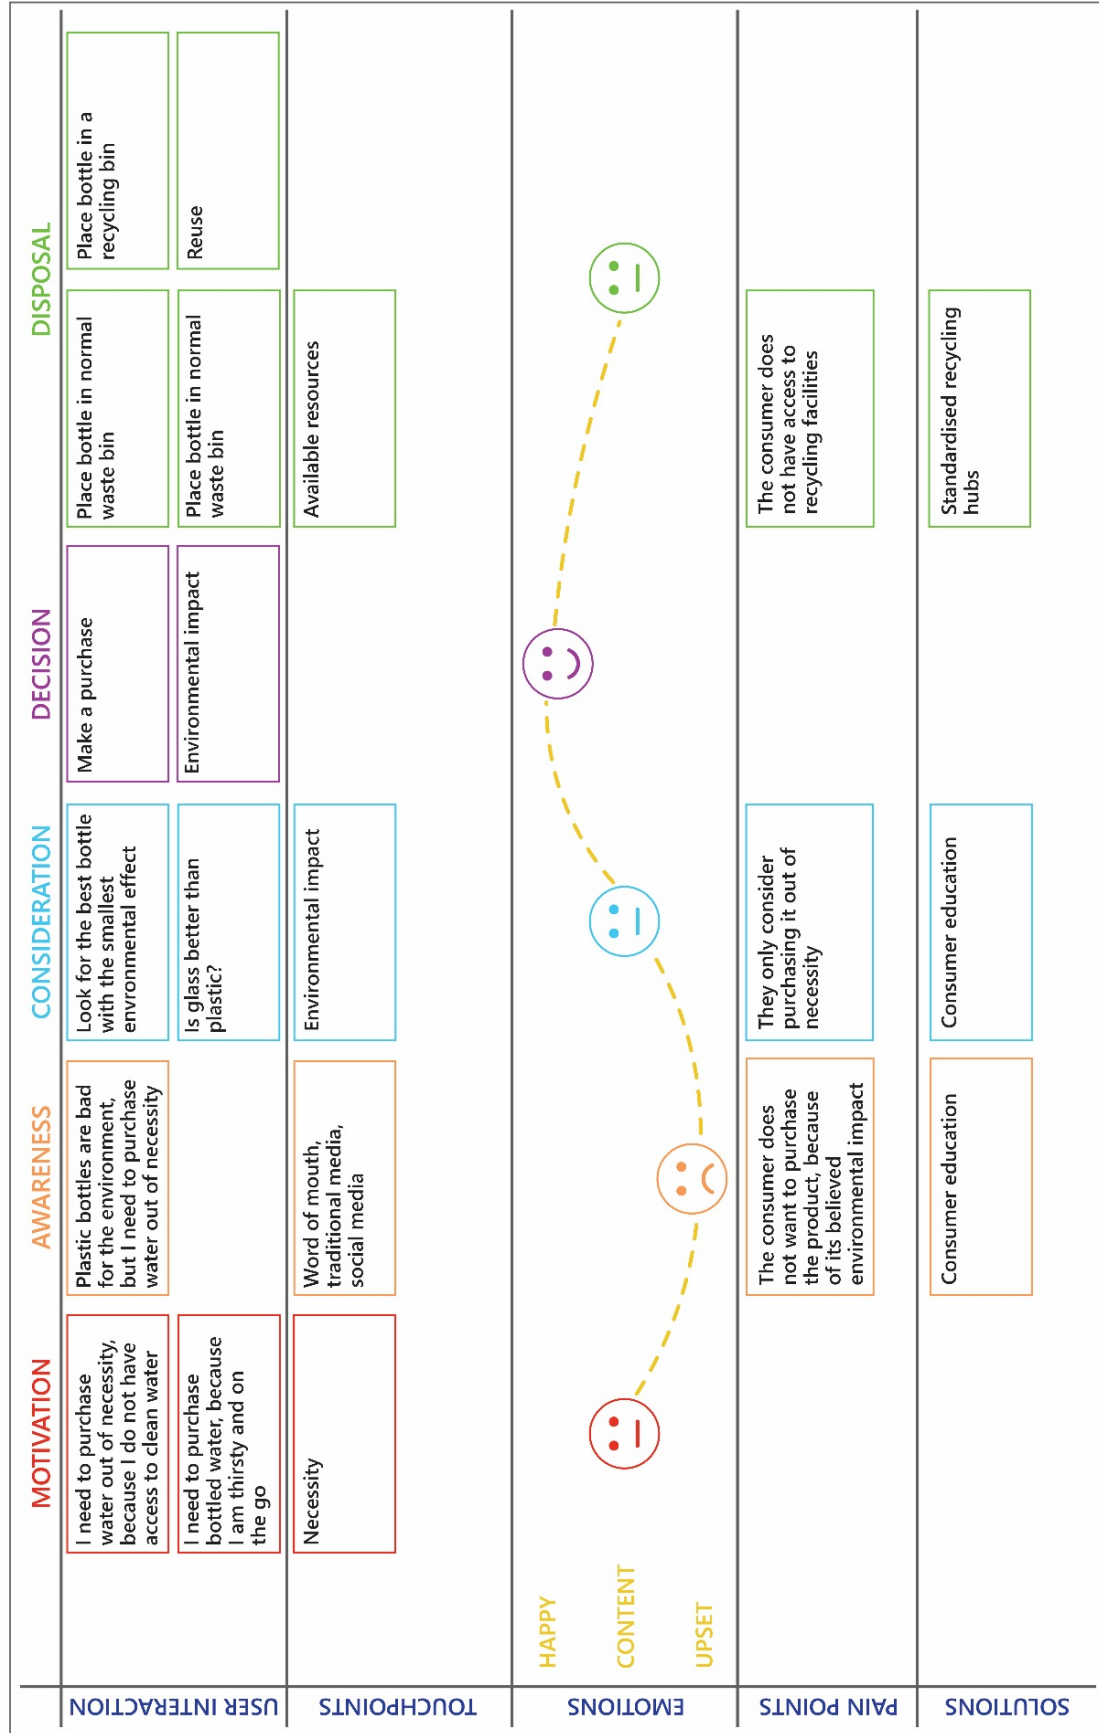 MOTIVATION
AWARENESS
CONSIDERATION
DECISION
DISPOSAL
USER INTERACTION
I need to purchase
water out of necessity,
because I do not have
access to clean water
Plastic bottles are bad
for the environment,
but I need to purchase
water out of necessity
Look for the best bottle
with the smallest
envronmental effect
Make a purchase
Place bottle in normal
waste bin
Place bottle in a
recycling bin
I need to purchase
bottled water, because
I am thirsty and on
the go
Is glass better than
plastic?
Environmental impact
Place bottle in normal
waste bin
Reuse
TOUCHPOINTS
Necessity
Word of mouth,
traditional media,
social media
Environmental impact
Available resources
EMOTIONS
HAPPY
CONTENT
UPSET
PAIN POINTS
The consumer does
not want to purchase
the product, because
of its believed
environmental impact
They only consider
purchasing it out of
necessity
The consumer does
not have access to
recycling facilities
SOLUTIONS
Consumer education
Consumer education
Standardised recycling
hubs